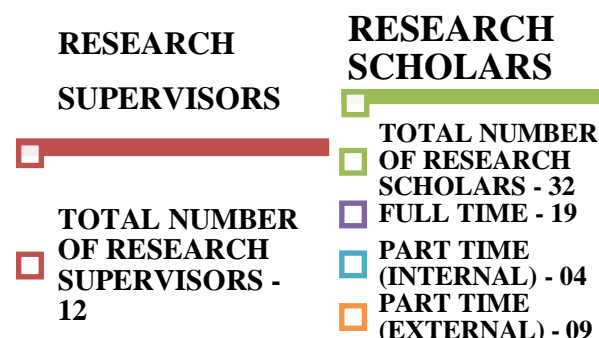 RESEARCH
SUPERVISORS
TOTAL NUMBER
OF RESEARCH
SUPERVISORS -
12
RESEARCH
SCHOLARS
TOTAL NUMBER
OF RESEARCH
SCHOLARS - 32
FULL TIME - 19
PART TIME
(INTERNAL) - 04
PART TIME
(EXTERNAL) - 09